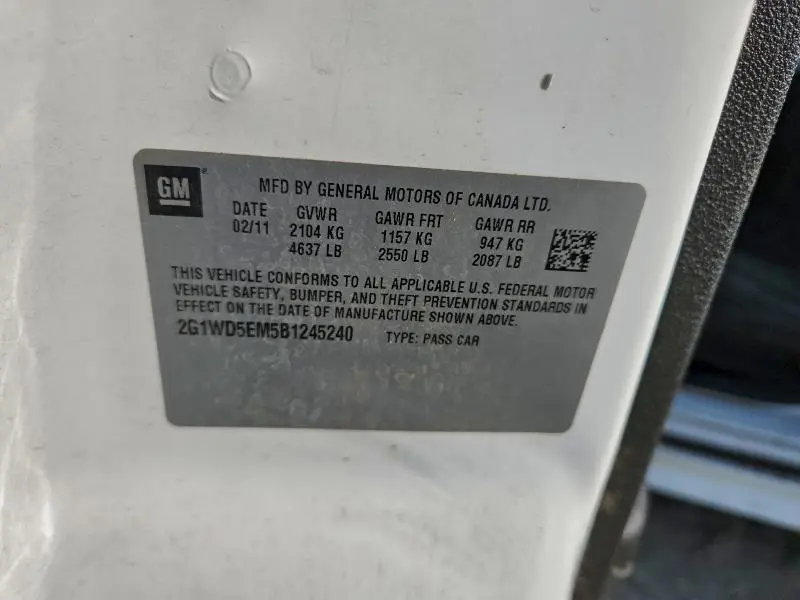 GM
MFD BY GENERAL MOTORS OF CANADA LTD.
DATE GVWR GAWR FRT GAWR RR
02/11 2104 KG 1157 KG 947 KG
4637 LB 2550 LB 2087 LB
THIS VEHICLE CONFORMS TO ALL APPLICABLE U.S. FEDERAL MOTOR
VEHICLE SAFETY, BUMPER, AND THEFT PREVENTION STANDARDS IN
EFFECT ON THE DATE OF MANUFACTURE SHOWN ABOVE.
2G1WD5EM5B1245240 TYPE: PASS CAR